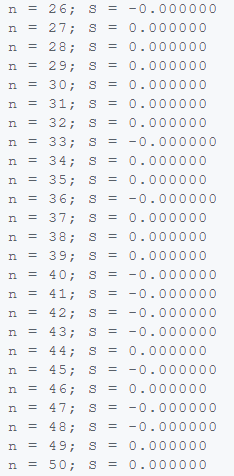 n = 26; S = -0.000000
n = 27; S = 0.000000
n = 28; S = 0.000000
n = 29; S = 0.000000
n = 30; S = 0.000000
n = 31; S = 0.000000
n = 32; S = 0.000000
n = 33; S = -0.000000
n = 34; S = 0.000000
n = 35; S = 0.000000
n = 36; S = -0.000000
n = 37; S = 0.000000
n = 38; S = 0.000000
n = 39; S = 0.000000
n = 40; S = -0.000000
n = 41; S = -0.000000
n = 42; S = -0.000000
n = 43; S = -0.000000
n = 44; S = 0.000000
n = 45; S = -0.000000
n = 46; S = 0.000000
n = 47; S = -0.000000
n = 48; S = -0.000000
n = 49; S = 0.000000
n = 50; S = 0.000000